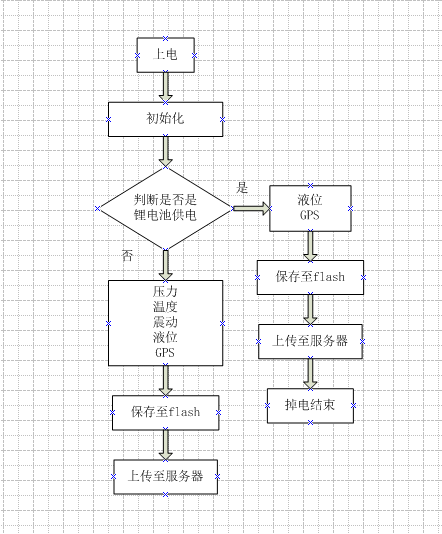 上电
初始化
判断是否是
锂电池供电
是
否
液位
GPS
保存至flash
上传至服务器
掉电结束
压力
温度
震动
液位
GPS
保存至flash
上传至服务器